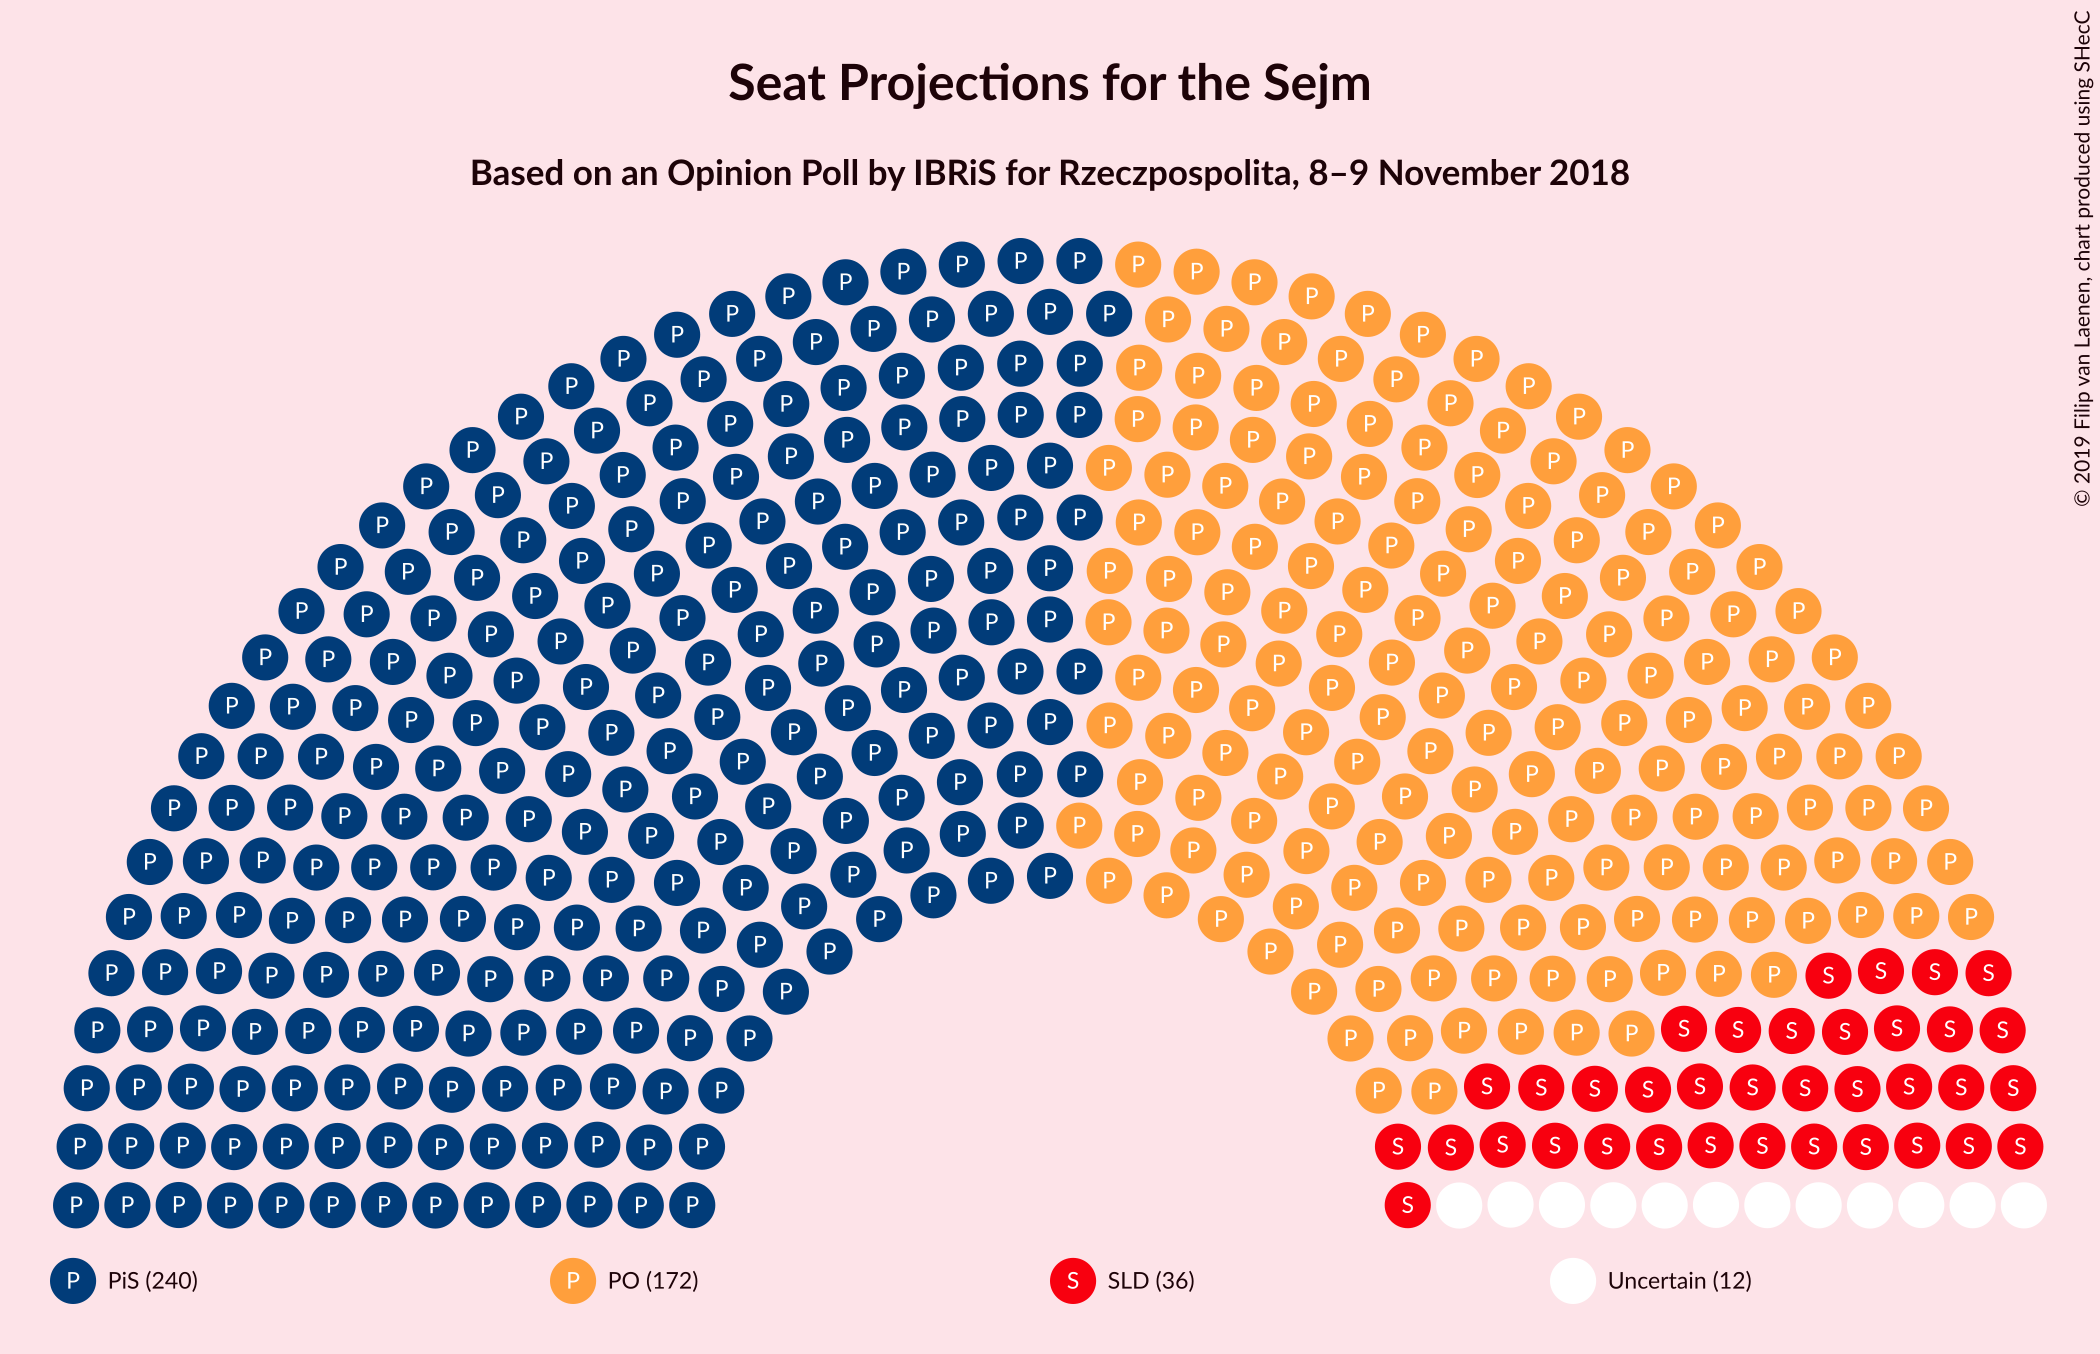 Seat Projections for the Sejm
Based on an Opinion Poll by IBRiS for Rzeczpospolita, 8–9 November 2018
© 2019 Filip van Laenen, chart produced using SHecC
P PiS (240)
P PO (172)
S SLD (36)
Uncertain (12)